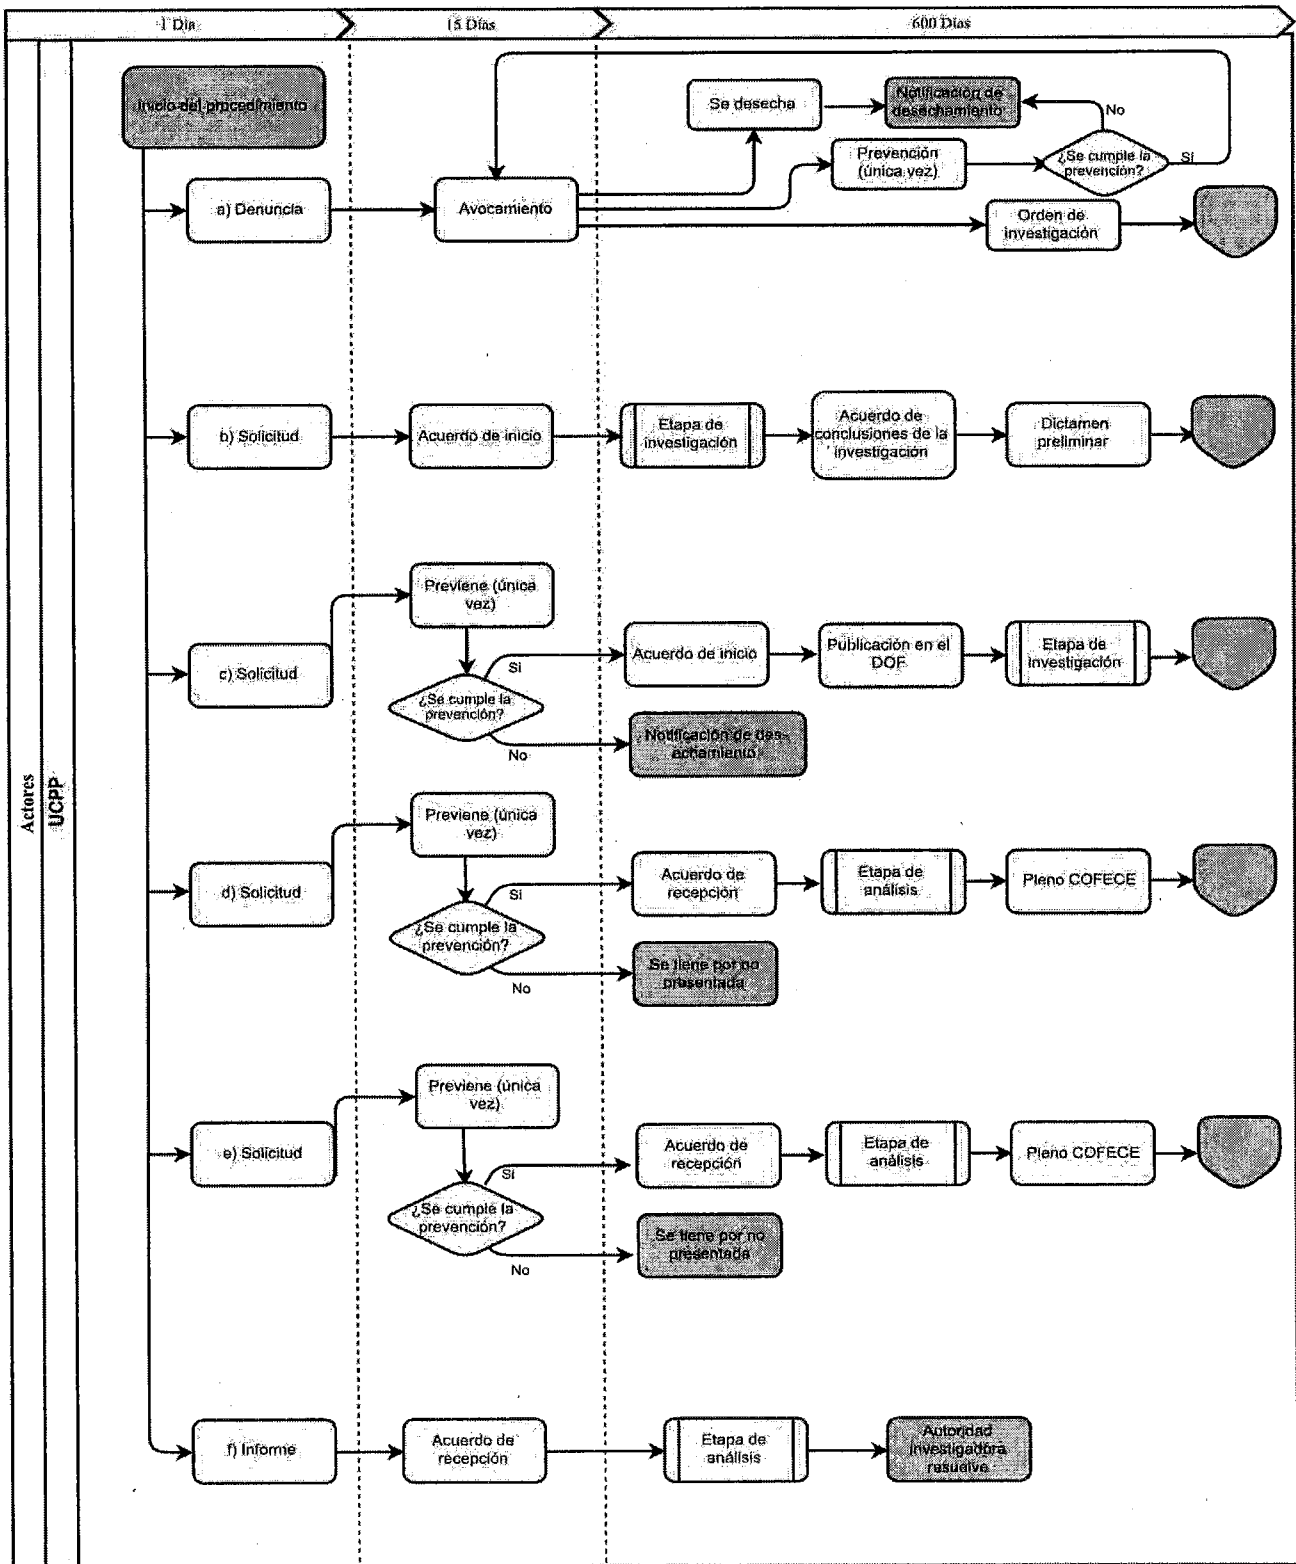 1 Día
15 Días
600 Días
Actores
UCPP
Inicio del procedimiento
a) Denuncia
Avocamiento
Se desecha
Notificación de
desechamiento
No
Prevención
(única vez)
¿Se cumple la
prevención?
Si
Orden de
investigación
b) Solicitud
Acuerdo de inicio
Etapa de
investigación
Acuerdo de
conclusiones de la
investigación
Dictamen
preliminar
c) Solicitud
Previene (única
vez)
¿Se cumple la
prevención?
Si
No
Acuerdo de inicio
Publicación en el
DOF
Etapa de
investigación
Notificación de des-
echamiento
d) Solicitud
Previene (única
vez)
¿Se cumple la
prevención?
Si
No
Acuerdo de
recepción
Etapa de
análisis
Pleno COFECE
Se tiene por no
presentada
e) Solicitud
Previene (única
vez)
¿Se cumple la
prevención?
Si
No
Acuerdo de
recepción
Etapa de
análisis
Pleno COFECE
Se tiene por no
presentada
f) Informe
Acuerdo de
recepción
Etapa de
análisis
Autoridad
investigadora
resuelve